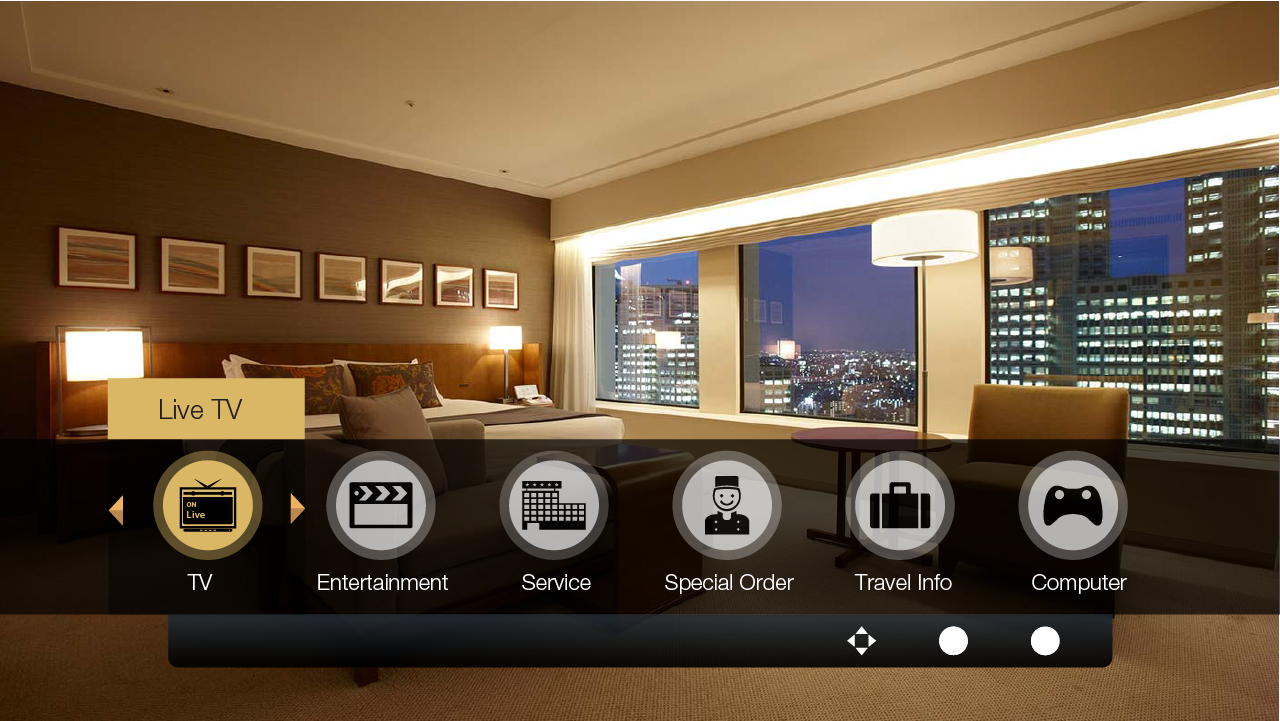 Live TV
ON
Live
TV
Entertainment
Service
Special Order
Travel Info
Computer